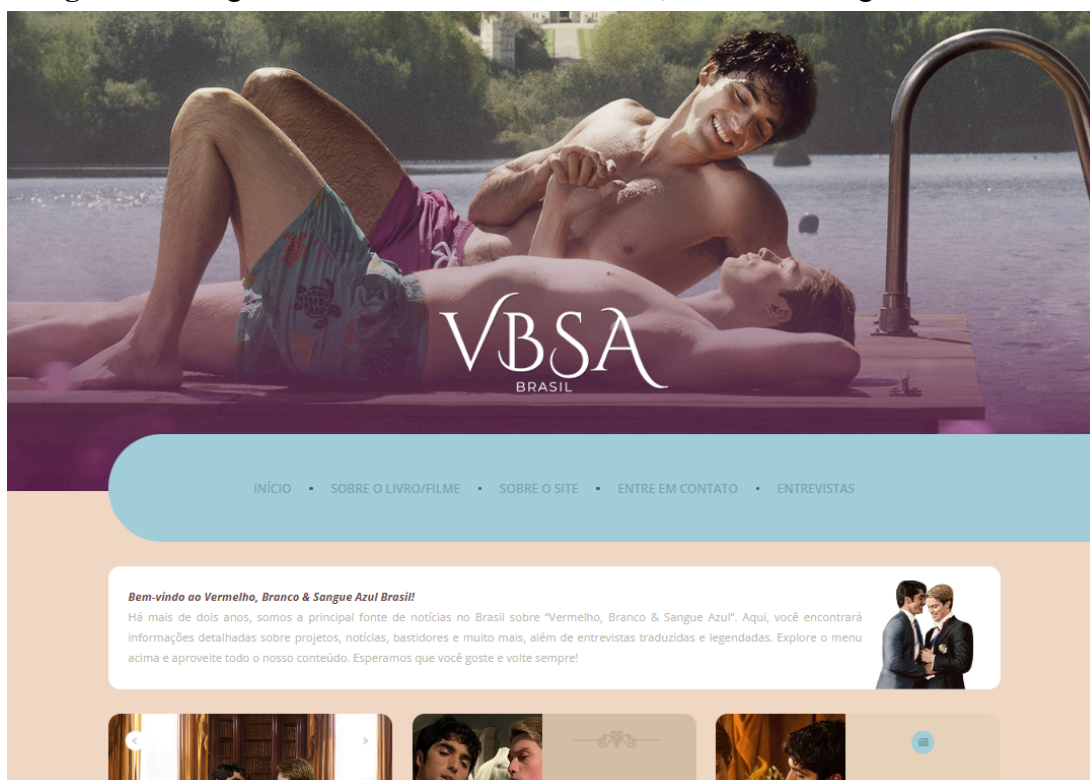 VBSA
BRASIL
INÍCIO • SOBRE O LIVRO/FILME • SOBRE O SITE • ENTRE EM CONTATO • ENTREVISTAS
Bem-vindo ao Vermelho, Branco & Sangue Azul Brasil!
Há mais de dois anos, somos a principal fonte de notícias no Brasil sobre "Vermelho, Branco & Sangue Azul". Aqui, você encontrará
informações detalhadas sobre projetos, notícias, bastidores e muito mais, além de entrevistas traduzidas e legendadas. Explore o menu
acima e aproveite todo o nosso conteúdo. Esperamos que você goste e volte sempre!